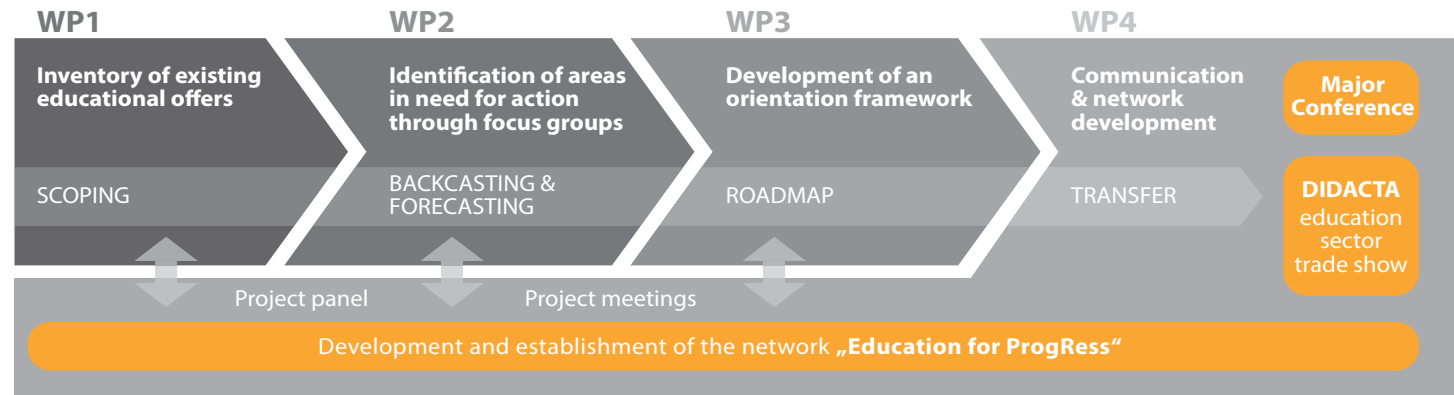 WP1
WP2
WP3
WP4
Inventory of existing
educational offers
Identification of areas
in need for action
through focus groups
Development of an
orientation framework
Communication
& network
development
Major
Conference
SCOPING
BACKCASTING &
FORECASTING
ROADMAP
TRANSFER
DIDACTA
education
sector
trade show
Project panel
Project meetings
Development and establishment of the network „Education for ProgRess“